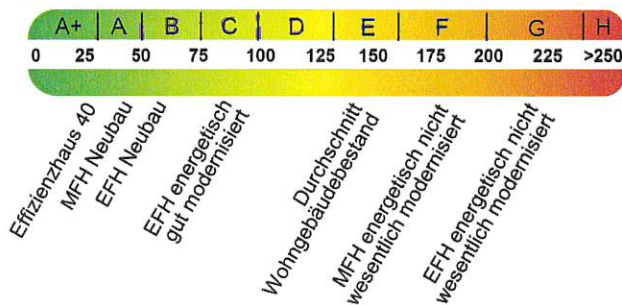 A+ A B C D E F G H
0 25 50 75 100 125 150 175 200 225 >250
Effizienzhaus 40
MFH Neubau
EFH Neubau
EFH energetisch
gut modernisiert
Durchschnitt
Wohngebäudebestand
MFH energetisch nicht
wesentlich modernisiert
EFH energetisch nicht
wesentlich modernisiert